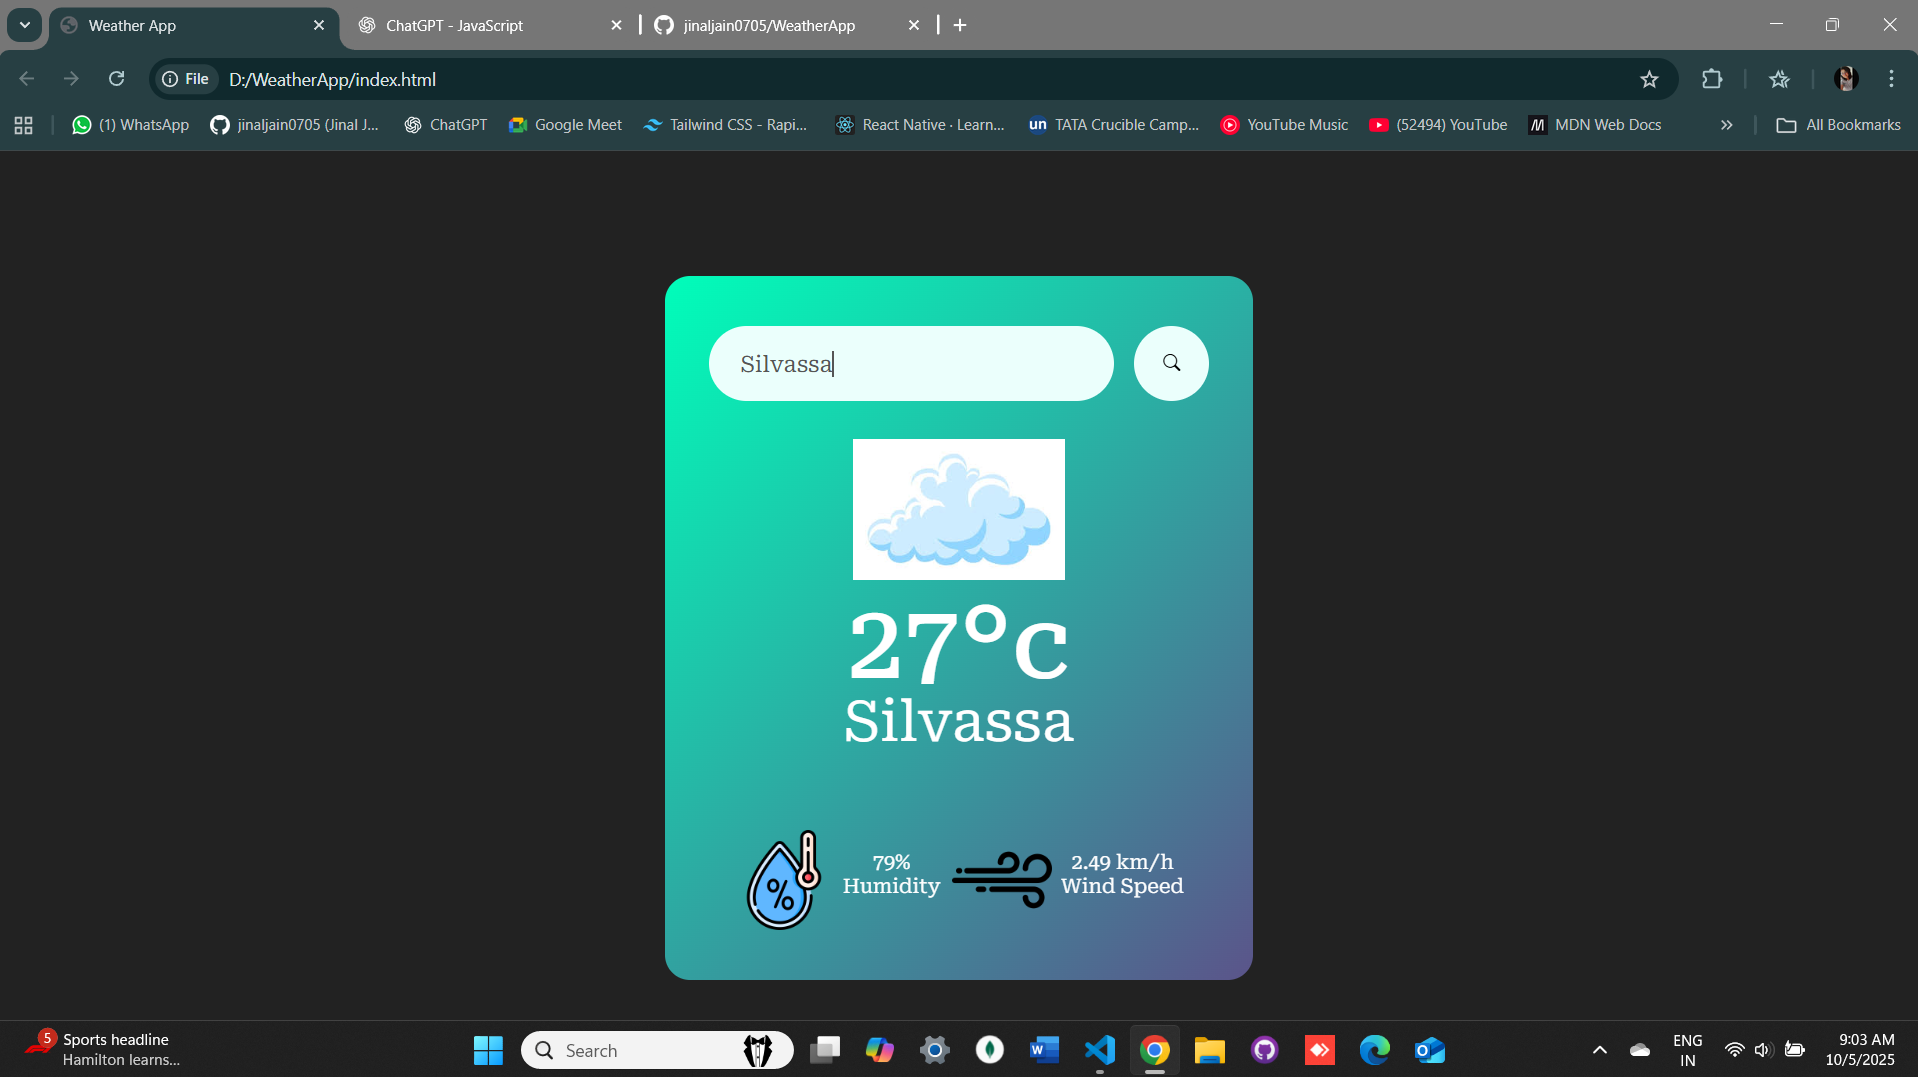 Weather App
ChatGPT - JavaScript
jinaljain0705/WeatherApp
File
D:/WeatherApp/index.html
(1) WhatsApp
jinaljain0705 (Jinal J...
ChatGPT
Google Meet
Tailwind CSS - Rapi...
React Native · Learn...
un
TATA Crucible Camp...
YouTube Music
(52494) YouTube
M
MDN Web Docs
All Bookmarks
Silvassa
27°c
Silvassa
%
79%
Humidity
2.49 km/h
Wind Speed
5
Sports headline
Hamilton learns...
Search
W
O
ENG
IN
9:03 AM
10/5/2025